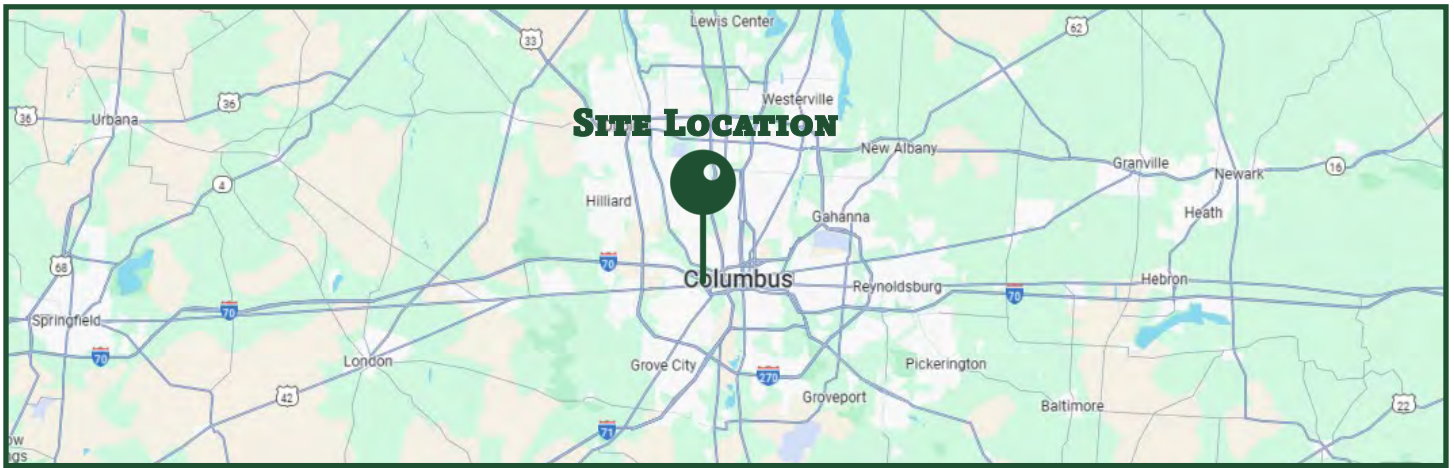 Lewis Center
33
62
Westerville
36
36
Urbana
SITE LOCATION
New Albany
Granville
16
Newark
4
Hilliard
Gahanna
Heath
68
70
Columbus
Reynoldsburg
70
Hebron
70
Springfield
70
London
Grove City
270
Pickerington
42
Groveport
Baltimore
22
71
ow
gs